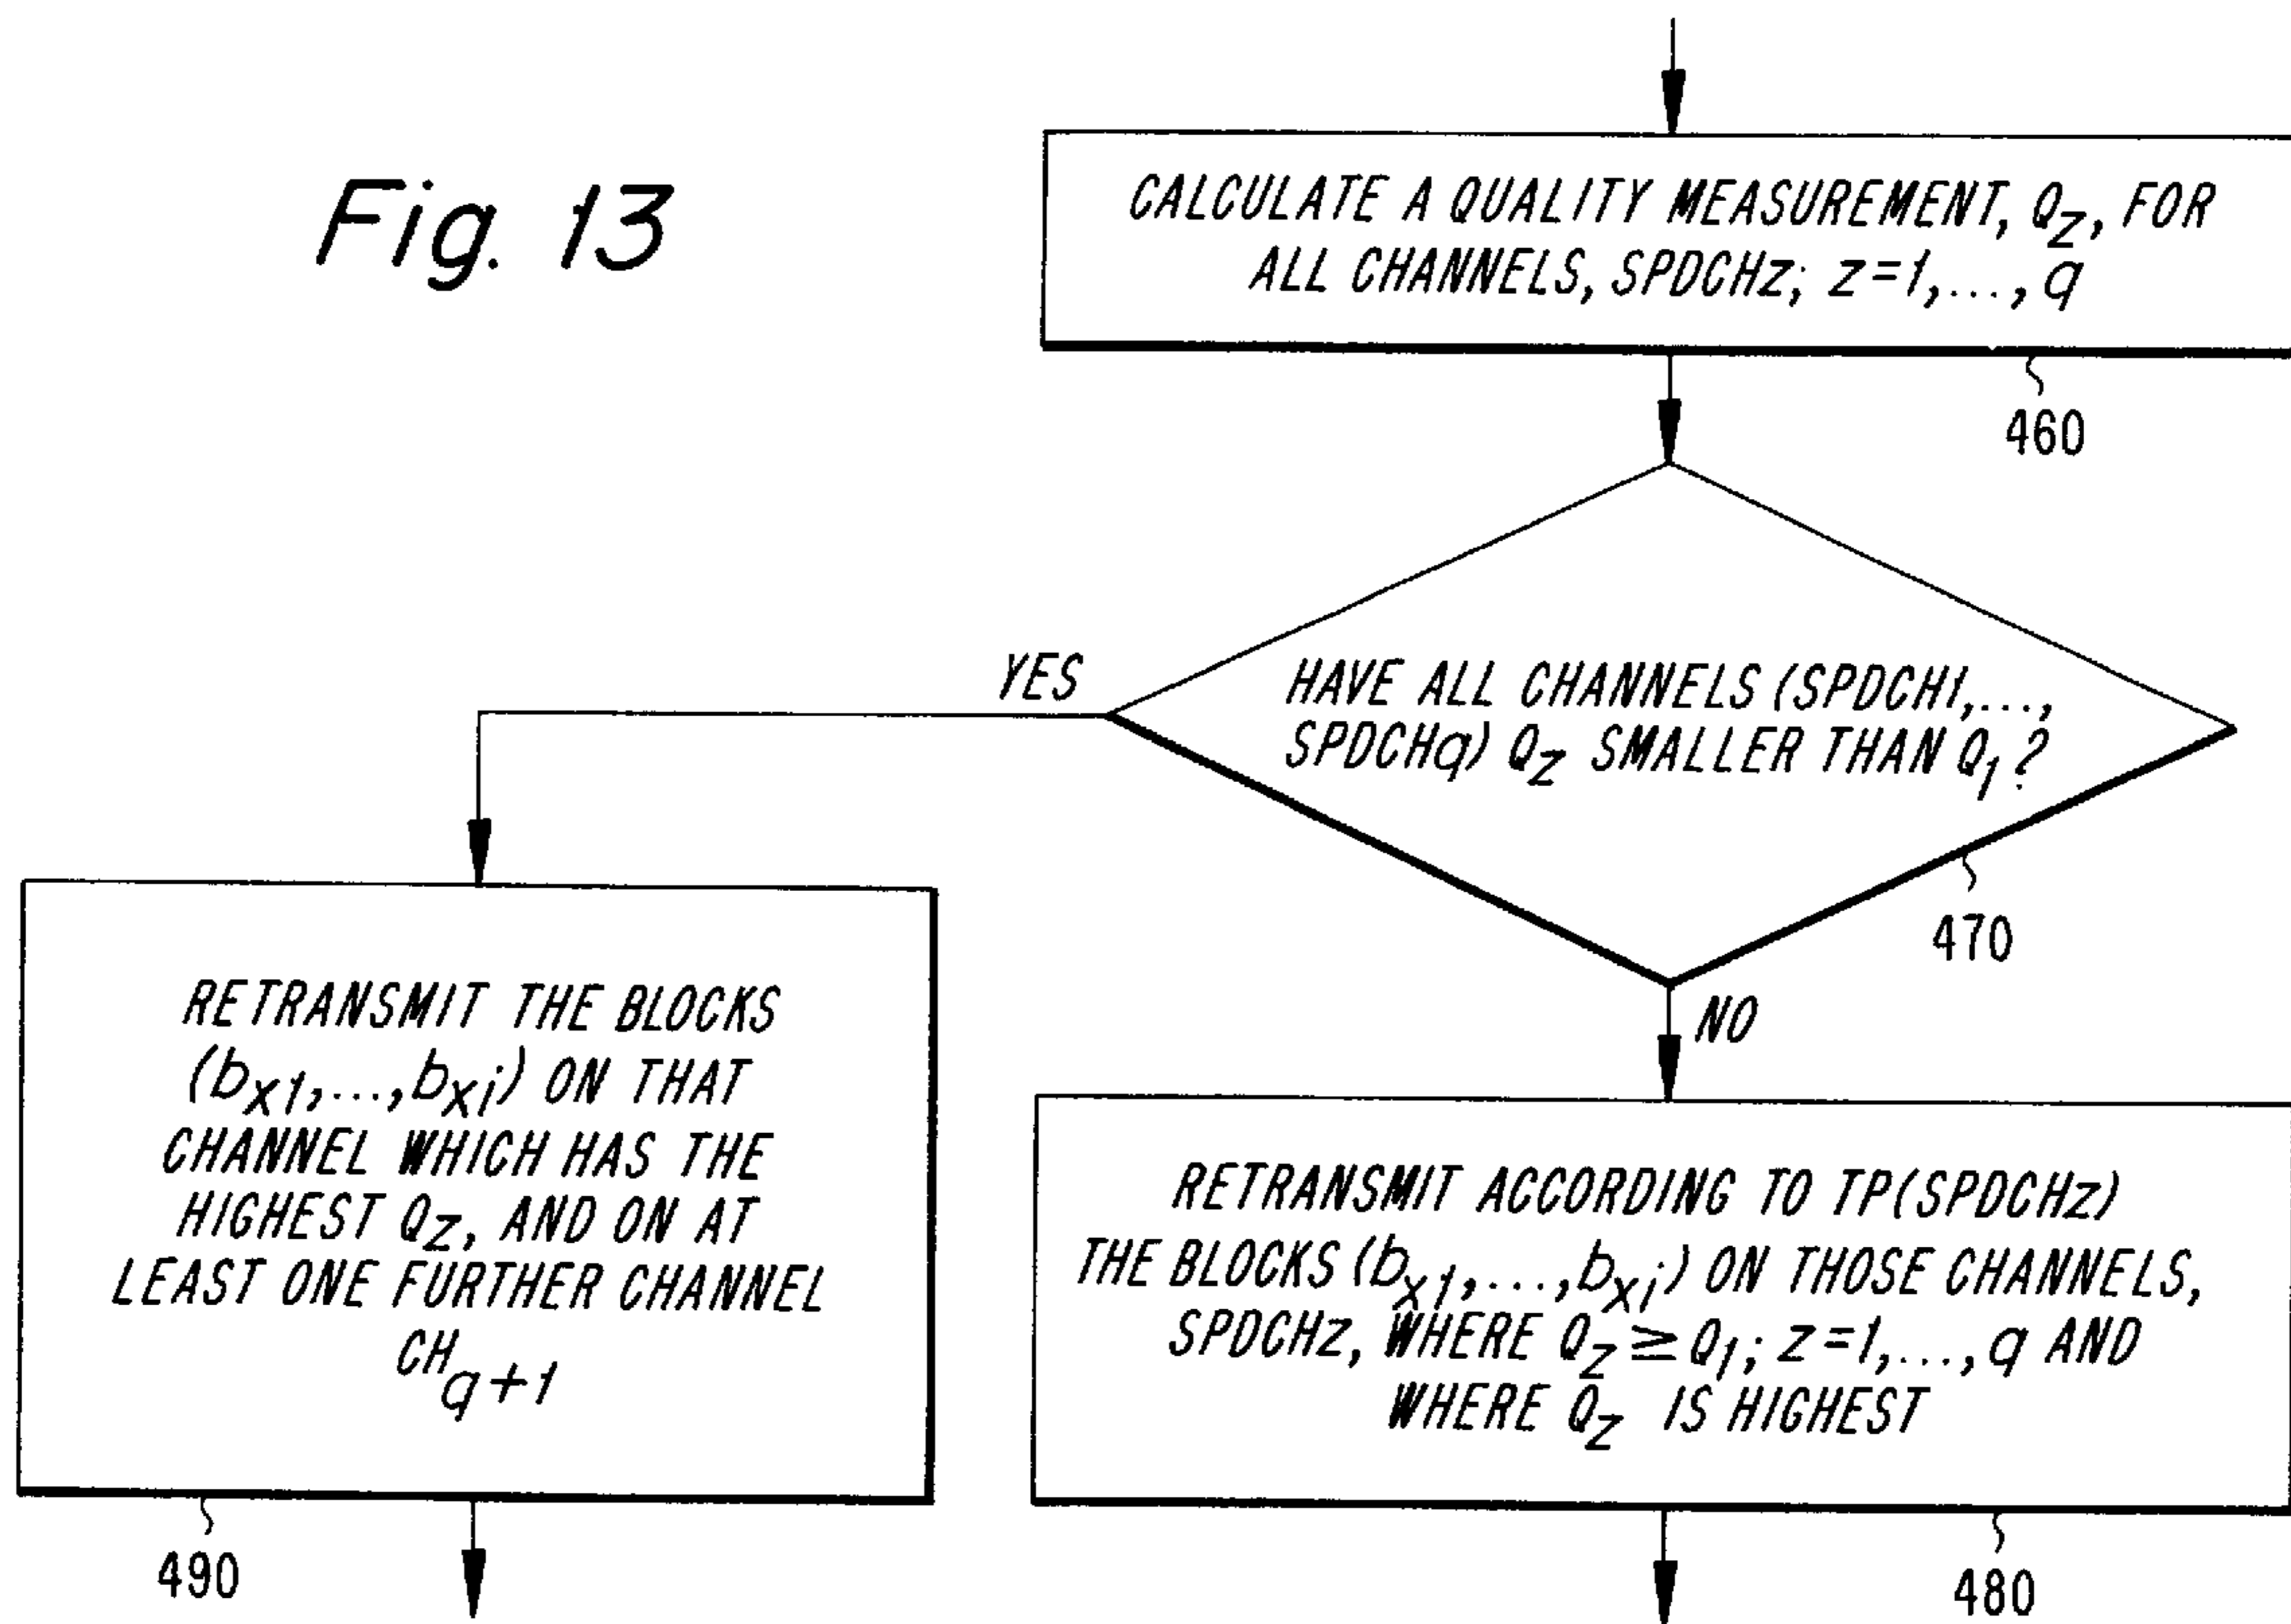 Fig. 13
CALCULATE A QUALITY MEASUREMENT, Qz, FOR
ALL CHANNELS, SPDCHz; z=1,...,q
460
HAVE ALL CHANNELS (SPDCH1,...,
SPDCHq) Qz SMALLER THAN Q1?
YES
470
NO
RETRANSMIT THE BLOCKS
(bx1,...,bxi) ON THAT
CHANNEL WHICH HAS THE
HIGHEST Qz, AND ON AT
LEAST ONE FURTHER CHANNEL
CHq+1
490
RETRANSMIT ACCORDING TO TP(SPDCHz)
THE BLOCKS (bx1,...,bxi) ON THOSE CHANNELS,
SPDCHz, WHERE Qz≥Q1; z=1,...,q AND
WHERE Qz IS HIGHEST
480